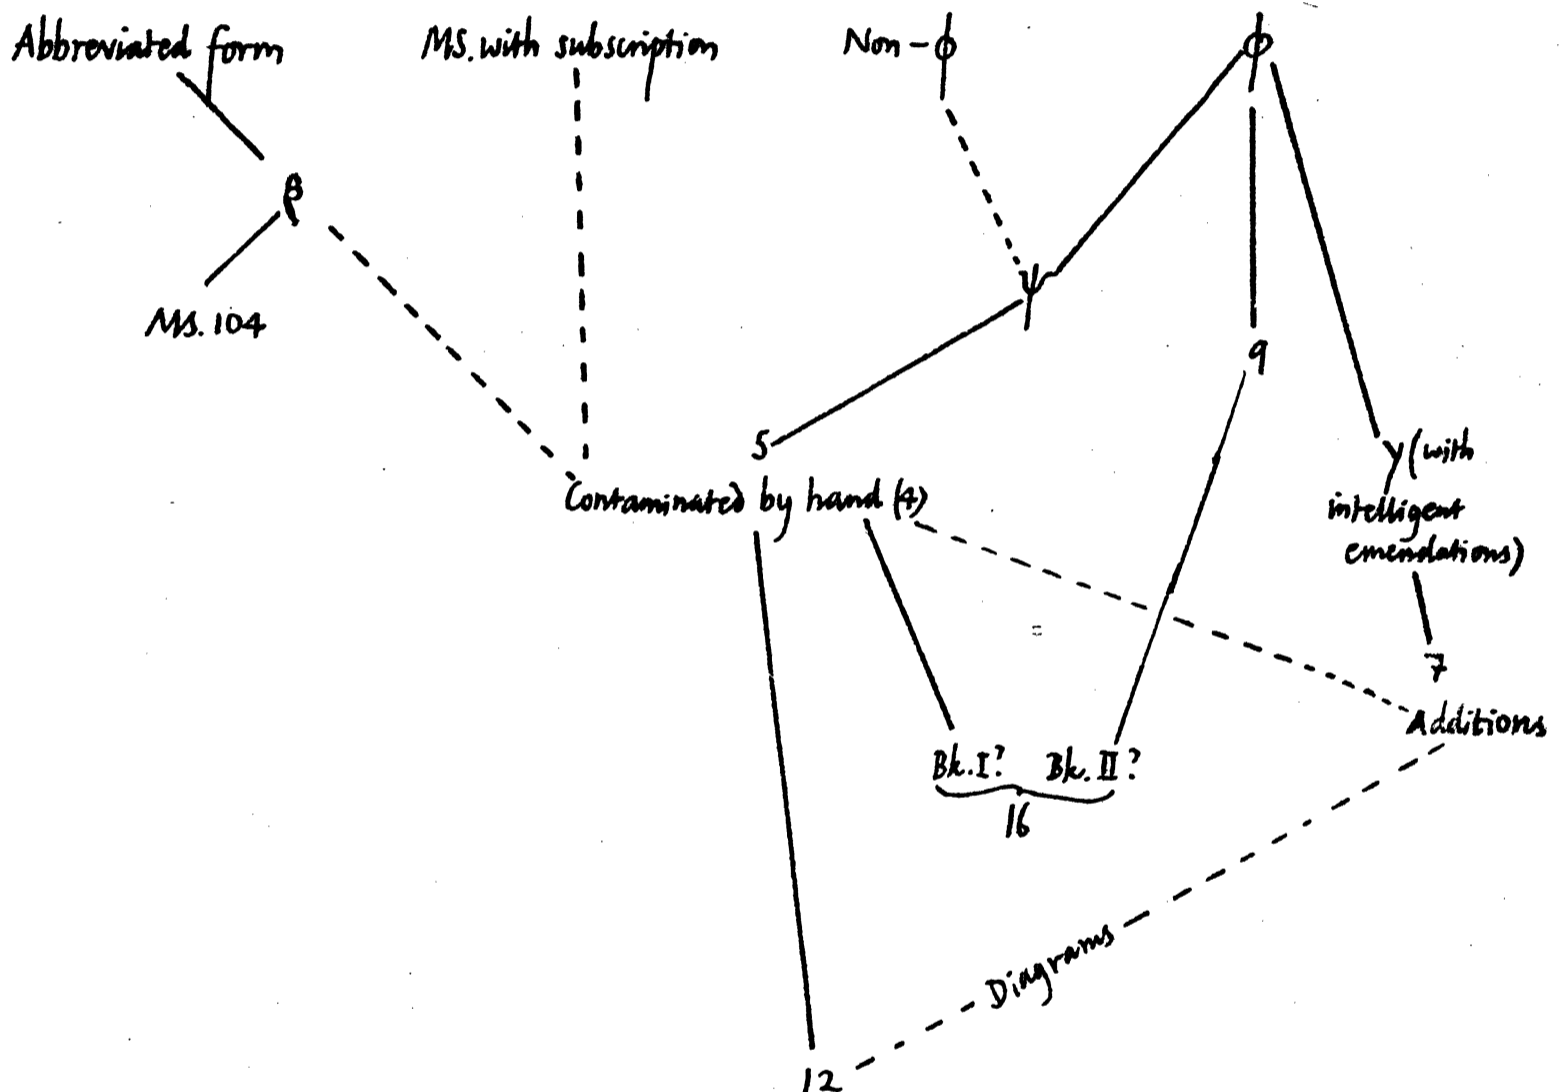 Abbreviated form
MS. with subscription
Non-ϕ
ϕ
β
MS. 104
ψ
9
5
Contaminated by hand (4)
γ (with
intelligent
emendations)
7
Additions
Bk. I? Bk. II?
16
Diagrams
12